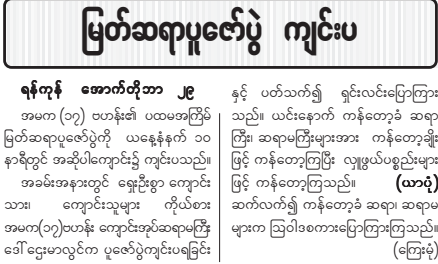 မြတ်ဆရာပူဇော်ပွဲ ကျင်းပ
ရန်ကုန် အောက်တိုဘာ ၂၉
အမက (၁၇) ဗဟန်း၏ ပထမအကြိမ်
မြတ်ဆရာပူဇော်ပွဲကို ယနေ့နံနက် ၁၀
နာရီတွင် အဆိုပါကျောင်း၌ ကျင်းပသည်။
အခမ်းအနားတွင် ရှေးဦးစွာ ကျောင်း
သား၊ ကျောင်းသူများ ကိုယ်စား
အမက(၁၇)ဗဟန်း ကျောင်းအုပ်ဆရာမကြီး
ဒေါ်ဌေးမာလွင်က ပူဇော်ပွဲကျင်းပရခြင်း
နှင့် ပတ်သက်၍ ရှင်းလင်းပြောကြား
သည်။ ယင်းနောက် ကန်တော့ခံ ဆရာ
ကြီး၊ ဆရာမကြီးများအား ကန်တော့ချိုး
ဖြင့် ကန်တော့ကြပြီး လှူဖွယ်ပစ္စည်းများ
ဖြင့် ကန်တော့ကြသည်။ (ယာပုံ)
ဆက်လက်၍ ကန်တော့ခံ ဆရာ၊ ဆရာမ
များက ဩဝါဒစကားပြောကြားကြသည်။
(ကြေးမုံ)